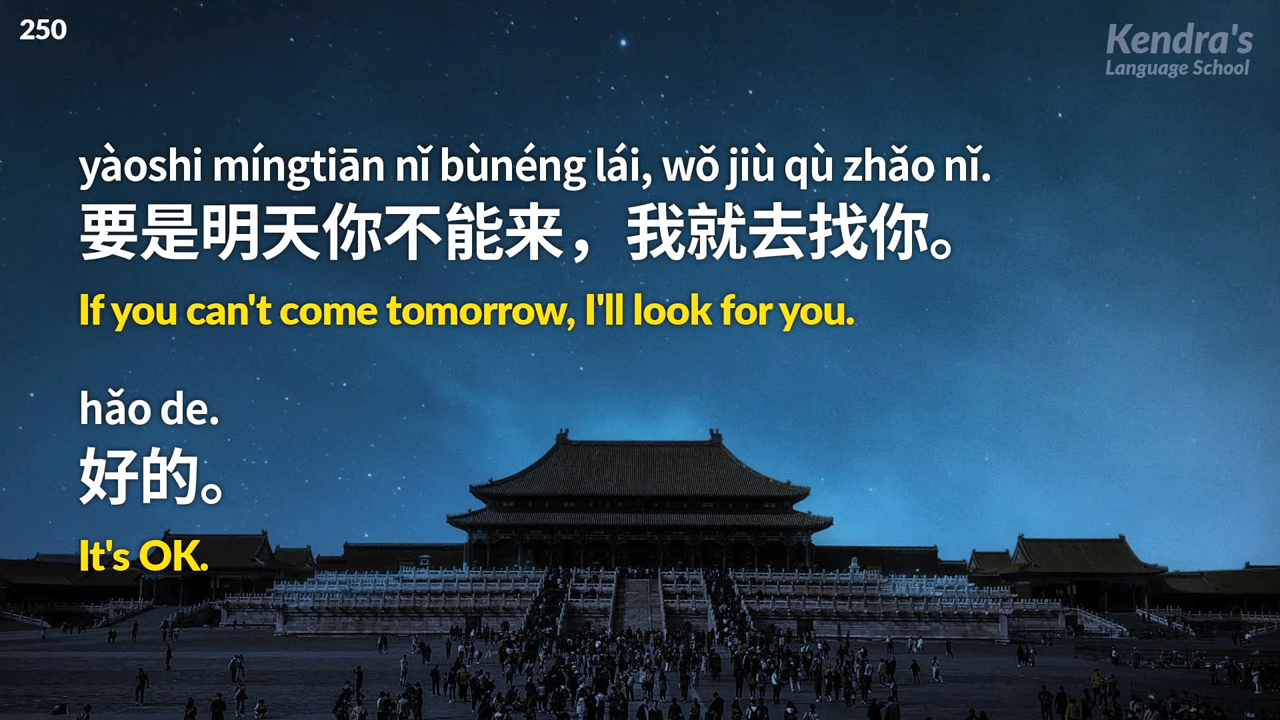 250
Kendra's
Language School
yàoshi míngtiān nǐ bùnéng lái, wǒ jiù qù zhǎo nǐ.
要是明天你不能来，我就去找你。
If you can't come tomorrow, I'll look for you.
hǎo de.
好的。
It's OK.